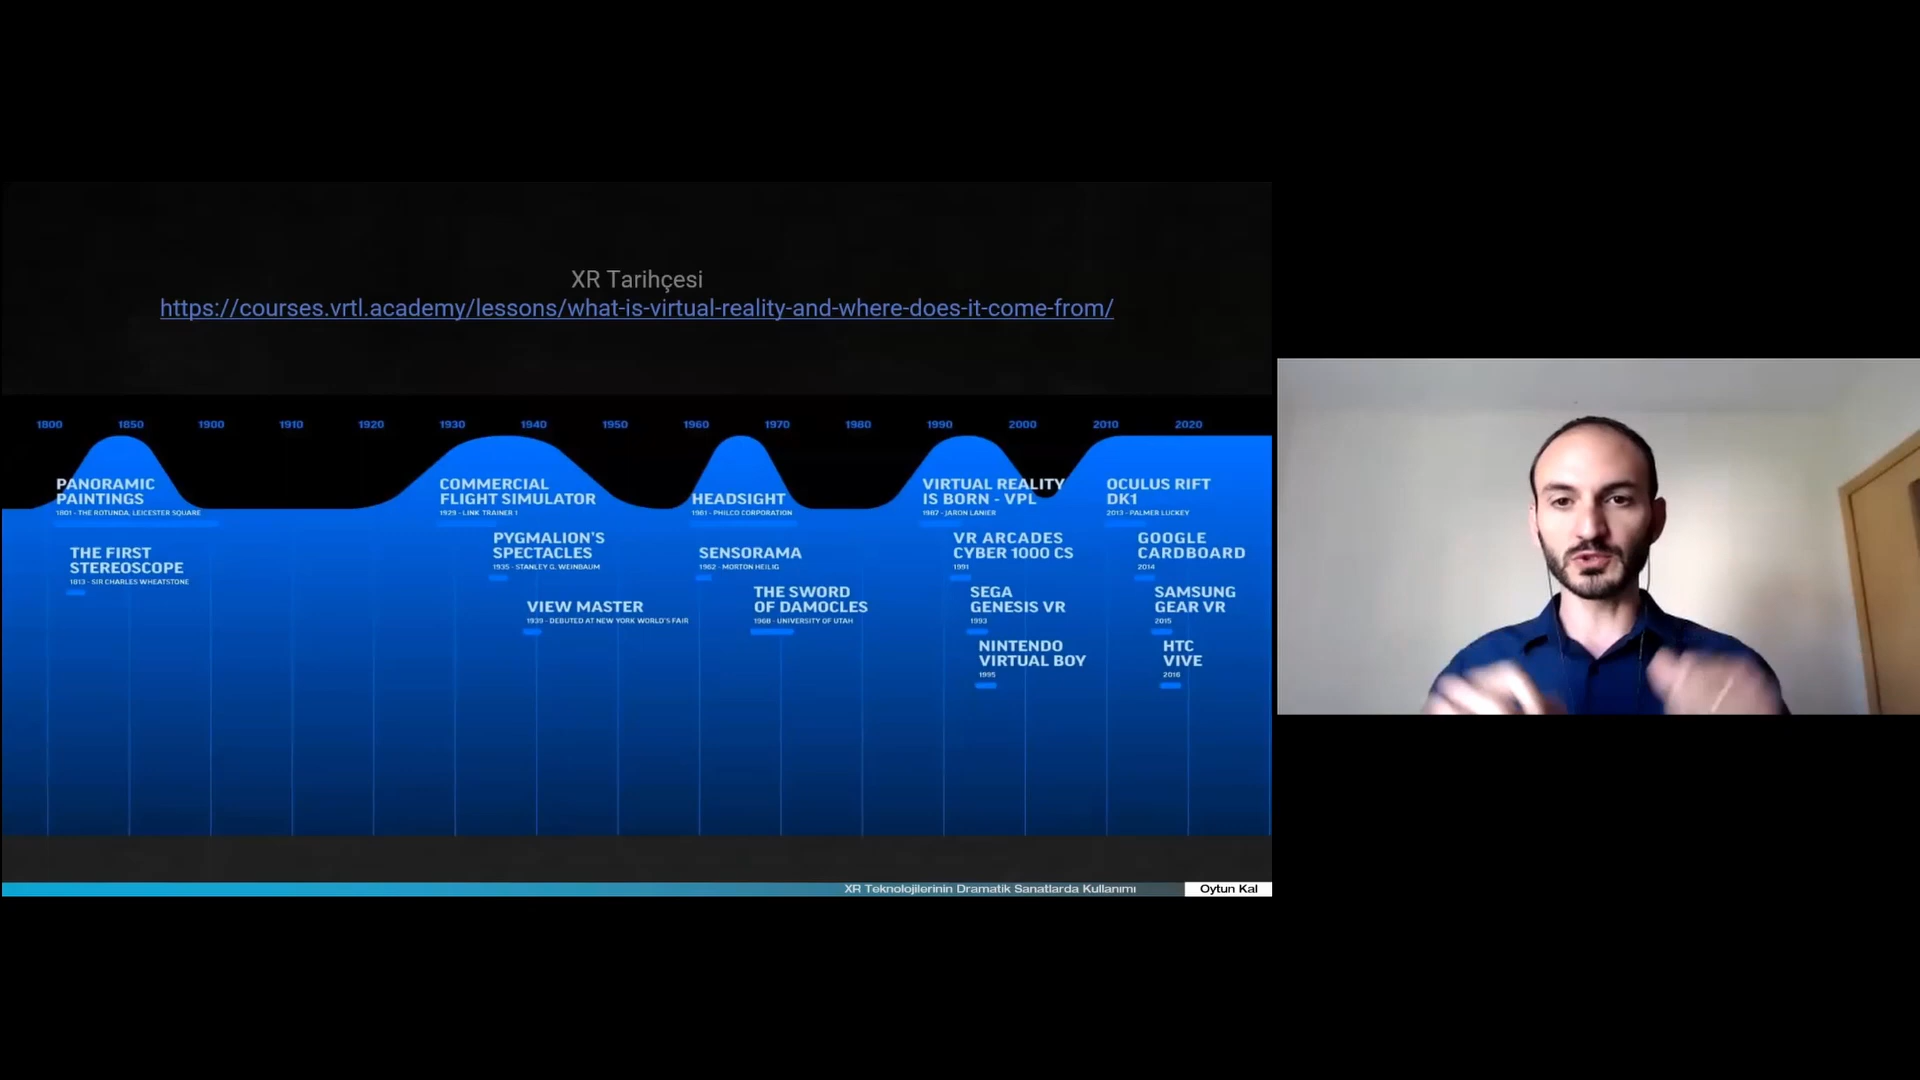 XR Tarihçesi
https://courses.vrtl.academy/lessons/what-is-virtual-reality-and-where-does-it-come-from/
1800 1850 1900 1910 1920 1930 1940 1950 1960 1970 1980 1990 2000 2010 2020
PANORAMIC
PAINTINGS
1801 - THE ROTUNDA, LEICESTER SQUARE
THE FIRST
STEREOSCOPE
1813 - SIR CHARLES WHEATSTONE
COMMERCIAL
FLIGHT SIMULATOR
1929 - LINK TRAINER 1
PYGMALION'S
SPECTACLES
1935 - STANLEY G. WEINBAUM
VIEW MASTER
1939 - DEBUTED AT NEW YORK WORLD'S FAIR
HEADSIGHT
1961 - PHILCO CORPORATION
SENSORAMA
1962 - MORTON HEILIG
THE SWORD
OF DAMOCLES
1968 - UNIVERSITY OF UTAH
VIRTUAL REALITY
IS BORN - VPL
1987 - JARON LANIER
VR ARCADES
CYBER 1000 CS
1991
SEGA
GENESIS VR
1993
NINTENDO
VIRTUAL BOY
1995
OCULUS RIFT
DK1
2013 - PALMER LUCKEY
GOOGLE
CARDBOARD
2014
SAMSUNG
GEAR VR
2015
HTC
VIVE
2016
XR Teknolojilerinin Dramatik Sanatlarda Kullanımı
Oytun Kal